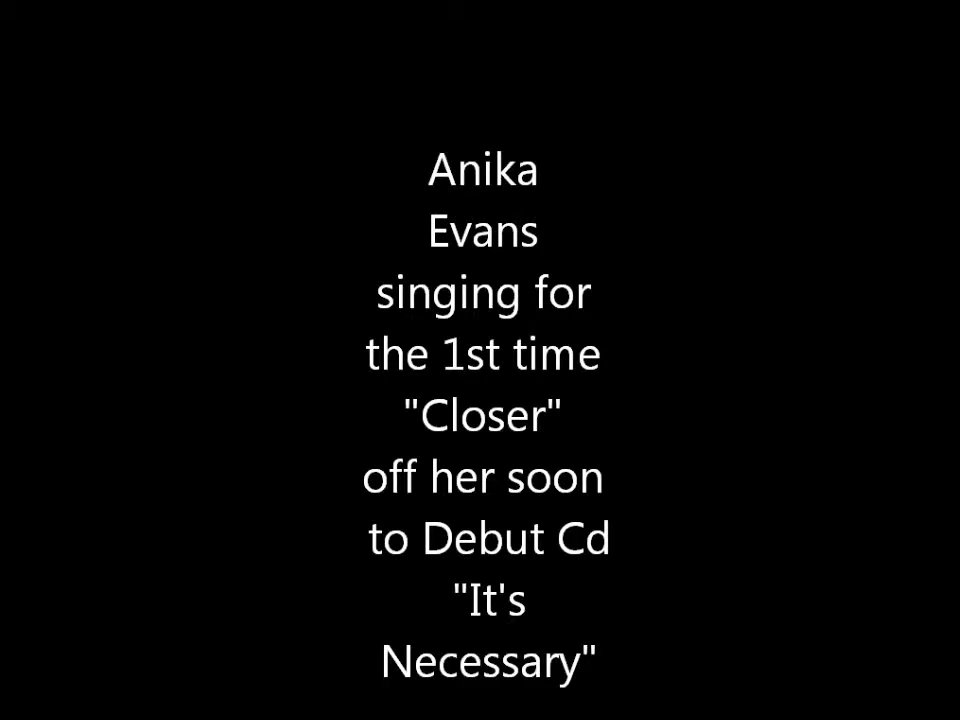 Anika
Evans
singing for
the 1st time
"Closer"
off her soon
to Debut Cd
"It's
Necessary"